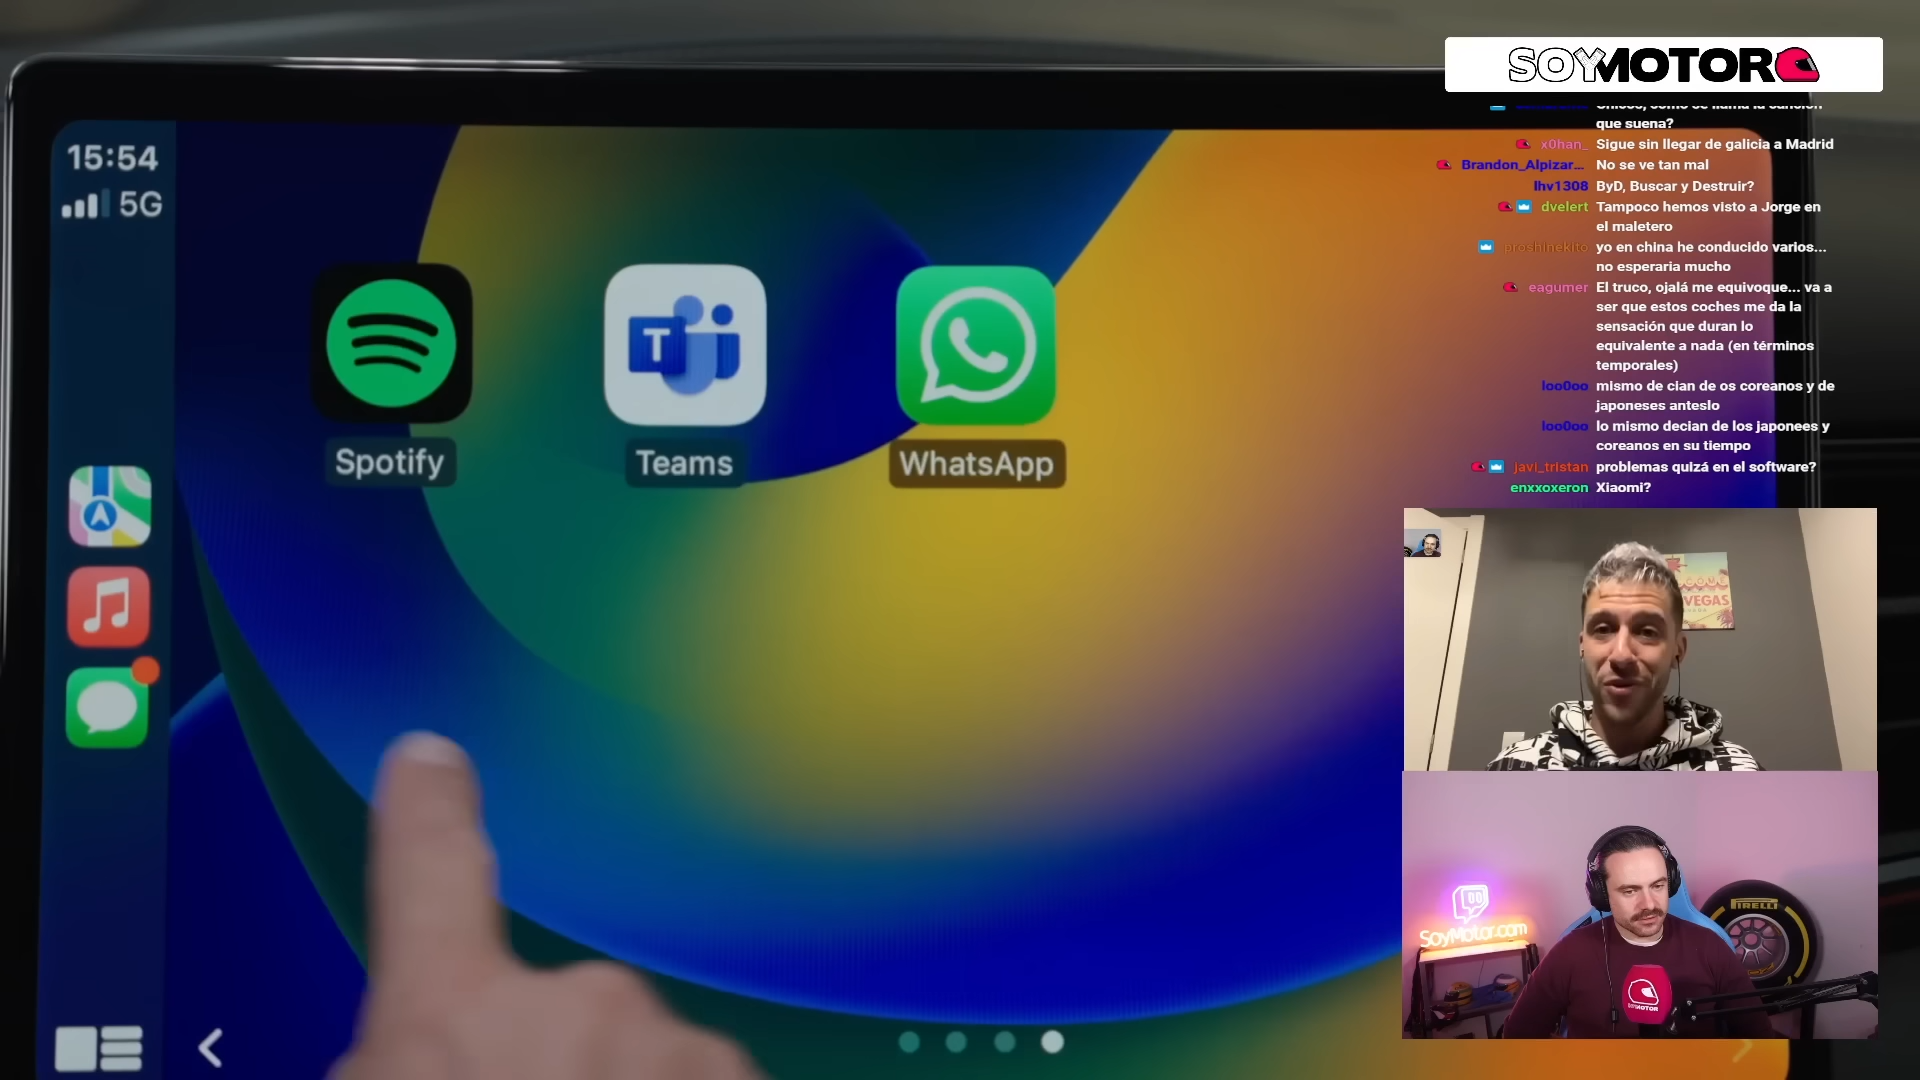 SOYMOTOR
15:54
5G
Spotify
Teams
WhatsApp
que suena?
x0han_ Sigue sin llegar de galicia a Madrid
Brandon_Alpizar... No se ve tan mal
lhv1308 ByD, Buscar y Destruir?
dvelert Tampoco hemos visto a Jorge en
el maletero
proshinekito yo en china he conducido varios...
no esperaria mucho
eagumer El truco, ojalá me equivoque... va a
ser que estos coches me da la
sensación que duran lo
equivalente a nada (en términos
temporales)
loo0oo mismo de cian de os coreanos y de
japoneses anteslo
loo0oo lo mismo decian de los japonees y
coreanos en su tiempo
javi_tristan problemas quizá en el software?
enxxoxeron Xiaomi?
VEGAS
PIRELLI
SoyMotor.com